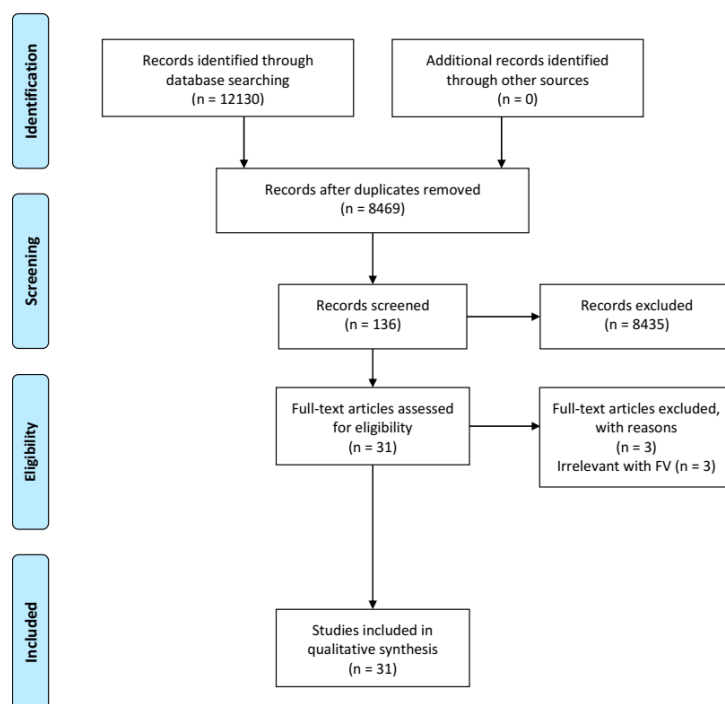 Identification
Records identified through
database searching
(n = 12130)
Additional records identified
through other sources
(n = 0)
Records after duplicates removed
(n = 8469)
Screening
Records screened
(n = 136)
Records excluded
(n = 8435)
Eligibility
Full-text articles assessed
for eligibility
(n = 31)
Full-text articles excluded,
with reasons
(n = 3)
Irrelevant with FV (n = 3)
Included
Studies included in
qualitative synthesis
(n = 31)